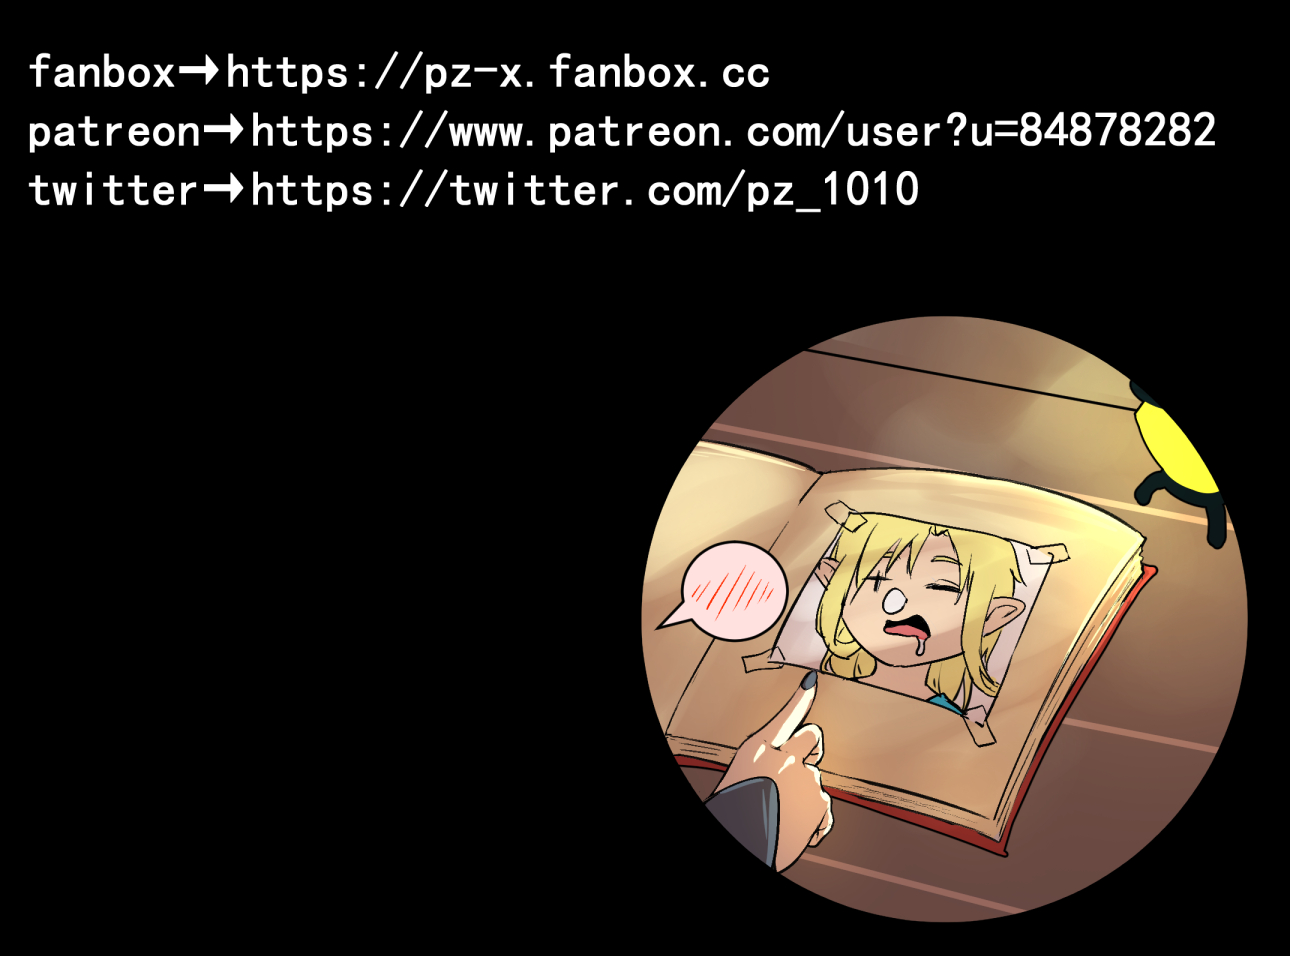 fanbox→https://pz-x.fanbox.cc
patreon→https://www.patreon.com/user?u=84878282
twitter→https://twitter.com/pz_1010